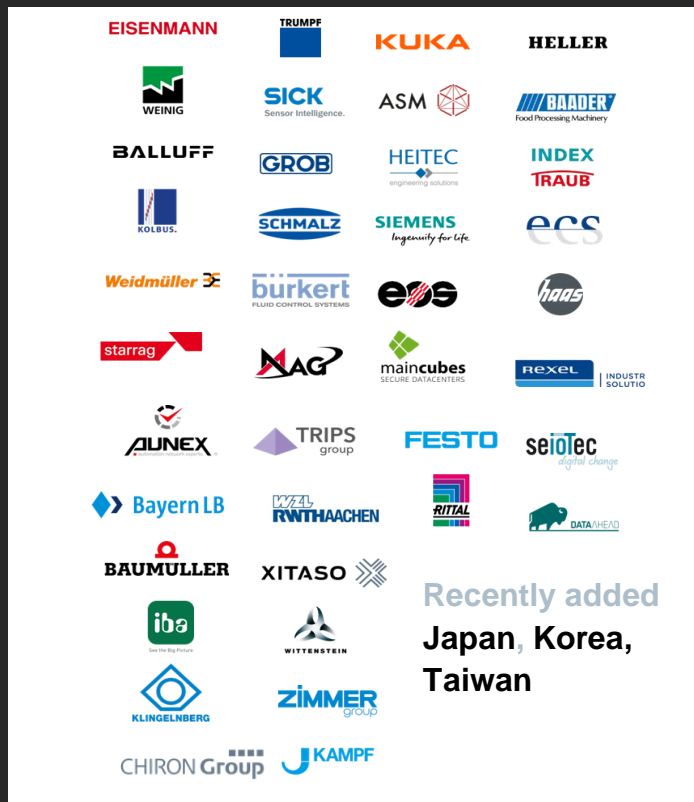 EISENMANN
TRUMPF
KUKA
HELLER
WEINIG
SICK
Sensor Intelligence.
ASM
BAADER
Food Processing Machinery
BALLUFF
GROB
HEITEC
engineering solutions
INDEX
TRAUB
KOLBUS.
SCHMALZ
SIEMENS
Ingenuity for life
ecs
Weidmüller
bürkert
FLUID CONTROL SYSTEMS
eos
haas
starrag
MAG
maincubes
SECURE DATACENTERS
REXEL
INDUSTR
SOLUTIO
AUNEX
TRIPS
group
FESTO
seioTec
digital change
Bayern LB
WZL
RWTHAACHEN
RITTAL
DATAAHEAD
BAUMÜLLER
XITASO
iba
See the Big Picture
WITTENSTEIN
Recently added
Japan, Korea,
Taiwan
KLINGELNBERG
ZIMMER
group
CHIRON Group
KAMPF